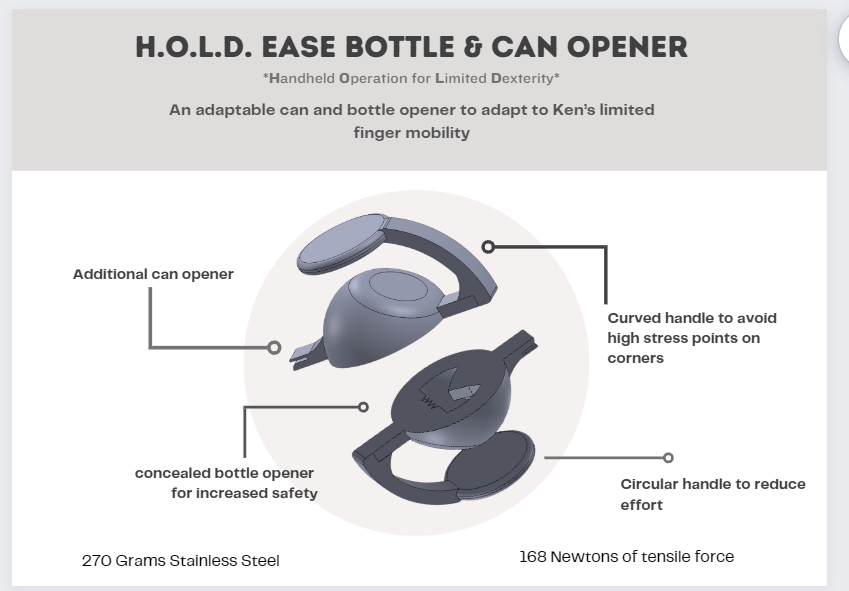 H.O.L.D. EASE BOTTLE & CAN OPENER
*Handheld Operation for Limited Dexterity*
An adaptable can and bottle opener to adapt to Ken's limited
finger mobility
Additional can opener
Curved handle to avoid
high stress points on
corners
concealed bottle opener
for increased safety
Circular handle to reduce
effort
270 Grams Stainless Steel
168 Newtons of tensile force